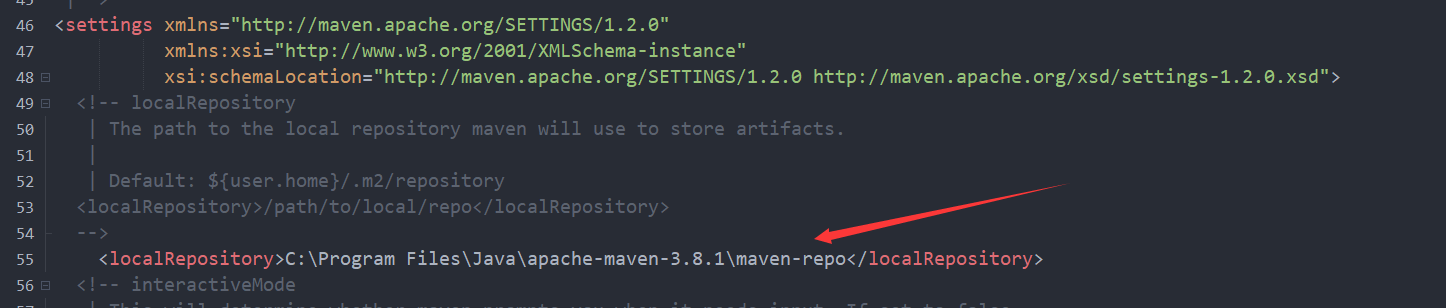 46 <settings xmlns="http://maven.apache.org/SETTINGS/1.2.0"
47 xmlns:xsi="http://www.w3.org/2001/XMLSchema-instance"
48 xsi:schemaLocation="http://maven.apache.org/SETTINGS/1.2.0 http://maven.apache.org/xsd/settings-1.2.0.xsd">
49 <!-- localRepository
50 | The path to the local repository maven will use to store artifacts.
51 |
52 | Default: ${user.home}/.m2/repository
53 <localRepository>/path/to/local/repo</localRepository>
54 -->
55 <localRepository>C:\Program Files\Java\apache-maven-3.8.1\maven-repo</localRepository>
56 <!-- interactiveMode